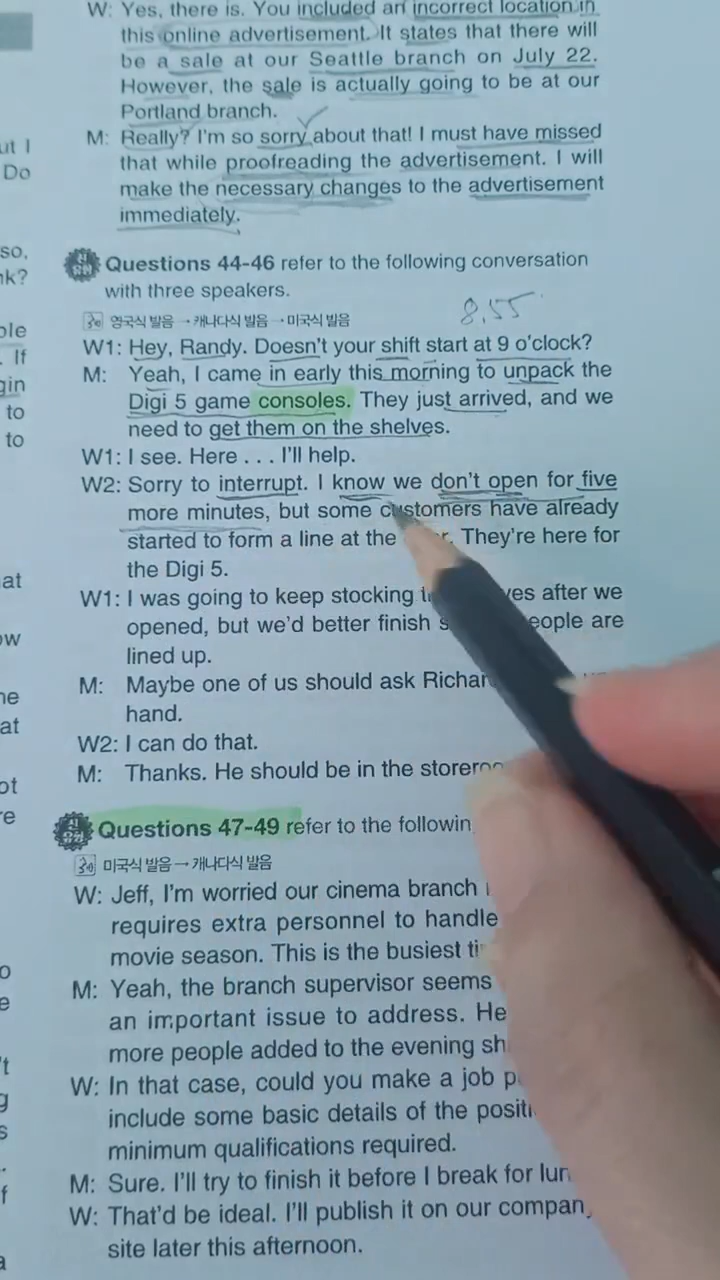 W: Yes, there is. You included an incorrect location in
this online advertisement. It states that there will
be a sale at our Seattle branch on July 22.
However, the sale is actually going to be at our
Portland branch.
M: Really? I'm so sorry about that! I must have missed
that while proofreading the advertisement. I will
make the necessary changes to the advertisement
immediately.
Questions 44-46 refer to the following conversation
with three speakers.
8.55
영국식 발음 → 캐나다식 발음 → 미국식 발음
W1: Hey, Randy. Doesn't your shift start at 9 o'clock?
M: Yeah, I came in early this morning to unpack the
Digi 5 game consoles. They just arrived, and we
need to get them on the shelves.
W1: I see. Here . . . I'll help.
W2: Sorry to interrupt. I know we don't open for five
more minutes, but some customers have already
started to form a line at the They're here for
the Digi 5.
W1: I was going to keep stocking after we
opened, but we'd better finish people are
lined up.
M: Maybe one of us should ask
hand.
W2: I can do that.
M: Thanks. He should be in the
Questions 47-49 refer to the
미국식 발음 → 캐나다식 발음
W: Jeff, I'm worried our cinema branch
requires extra personnel to handle
movie season. This is the busiest
M: Yeah, the branch supervisor seems
an important issue to address. He
more people added to the evening
W: In that case, could you make a job
include some basic details of the
minimum qualifications required.
M: Sure. I'll try to finish it before I break for
W: That'd be ideal. I'll publish it on our
site later this afternoon.
so,
Do
to
to